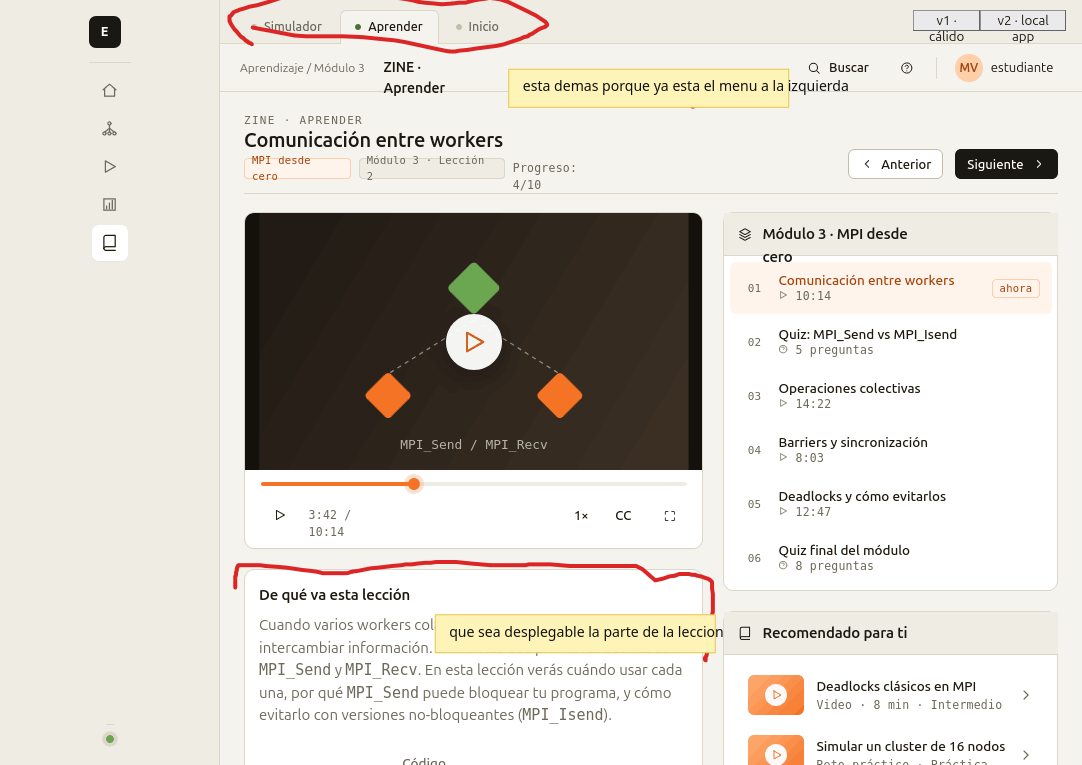 E
Simulador
Aprender
Inicio
v1 ·
cálido
v2 · local
app
Aprendizaje / Módulo 3
ZINE ·
Aprender
Buscar
MV
estudiante
esta demas porque ya esta el menu a la izquierda
ZINE · APRENDER
Comunicación entre workers
MPI desde
cero
Módulo 3 · Lección
2
Progreso:
4/10
Anterior
Siguiente
MPI_Send / MPI_Recv
3:42 /
10:14
1×
CC
De qué va esta lección
Cuando varios workers col
intercambiar información.
que sea desplegable la parte de la leccion
MPI_Send y MPI_Recv. En esta lección verás cuándo usar cada
una, por qué MPI_Send puede bloquear tu programa, y cómo
evitarlo con versiones no-bloqueantes (MPI_Isend).
Código
Módulo 3 · MPI desde
cero
01
Comunicación entre workers
10:14
ahora
02
Quiz: MPI_Send vs MPI_Isend
5 preguntas
03
Operaciones colectivas
14:22
04
Barriers y sincronización
8:03
05
Deadlocks y cómo evitarlos
12:47
06
Quiz final del módulo
8 preguntas
Recomendado para ti
Deadlocks clásicos en MPI
Video · 8 min · Intermedio
Simular un cluster de 16 nodos
Reto práctico · Práctica